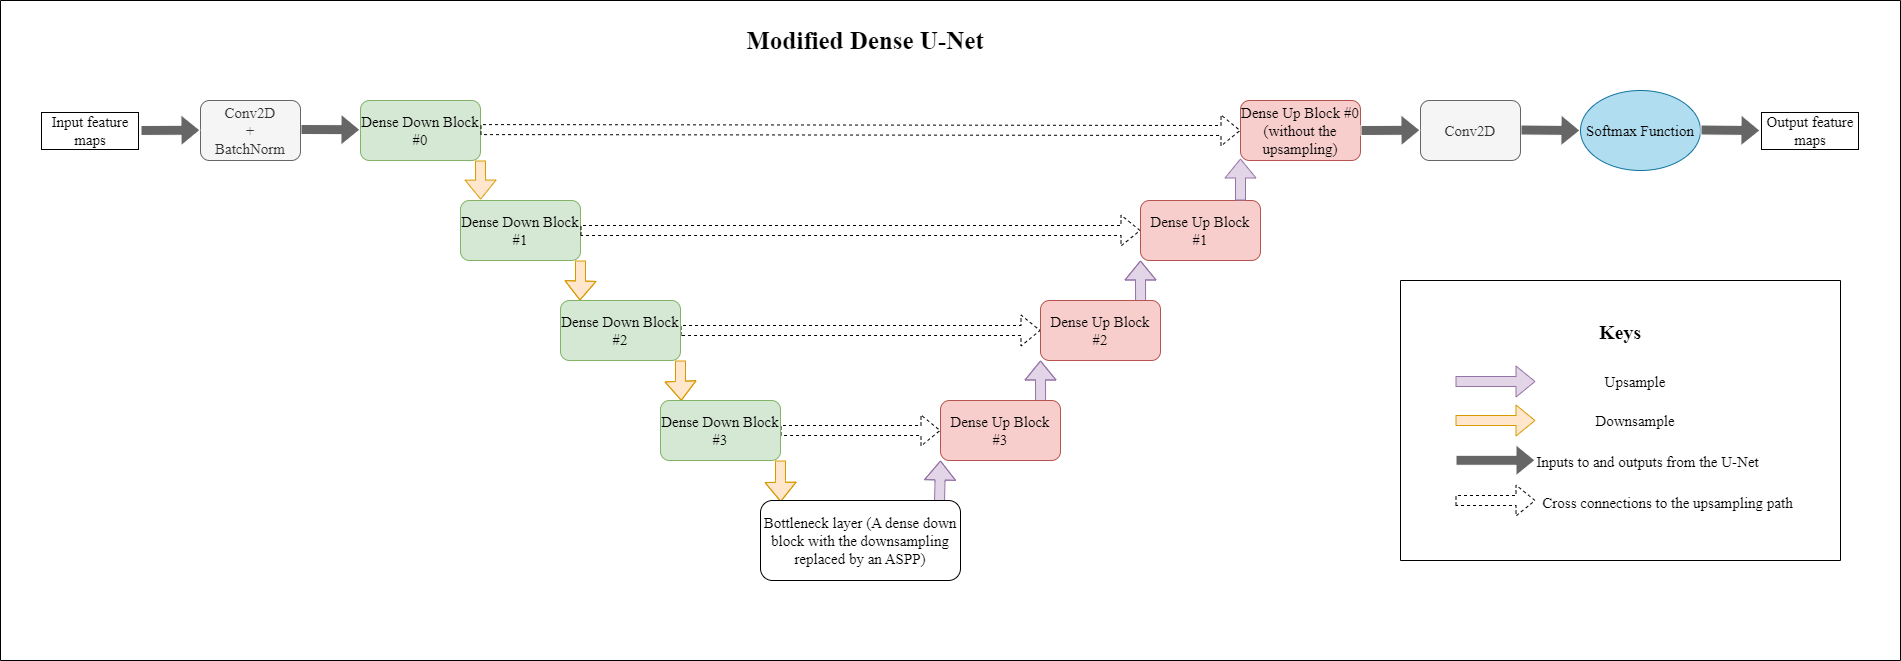 Modified Dense U-Net
Input feature
maps
Conv2D
+
BatchNorm
Dense Down Block
#0
Dense Up Block #0
(without the
upsampling)
Conv2D
Softmax Function
Output feature
maps
Dense Down Block
#1
Dense Up Block
#1
Dense Down Block
#2
Dense Up Block
#2
Dense Down Block
#3
Dense Up Block
#3
Bottleneck layer (A dense down
block with the downsampling
replaced by an ASPP)
Keys
Upsample
Downsample
Inputs to and outputs from the U-Net
Cross connections to the upsampling path